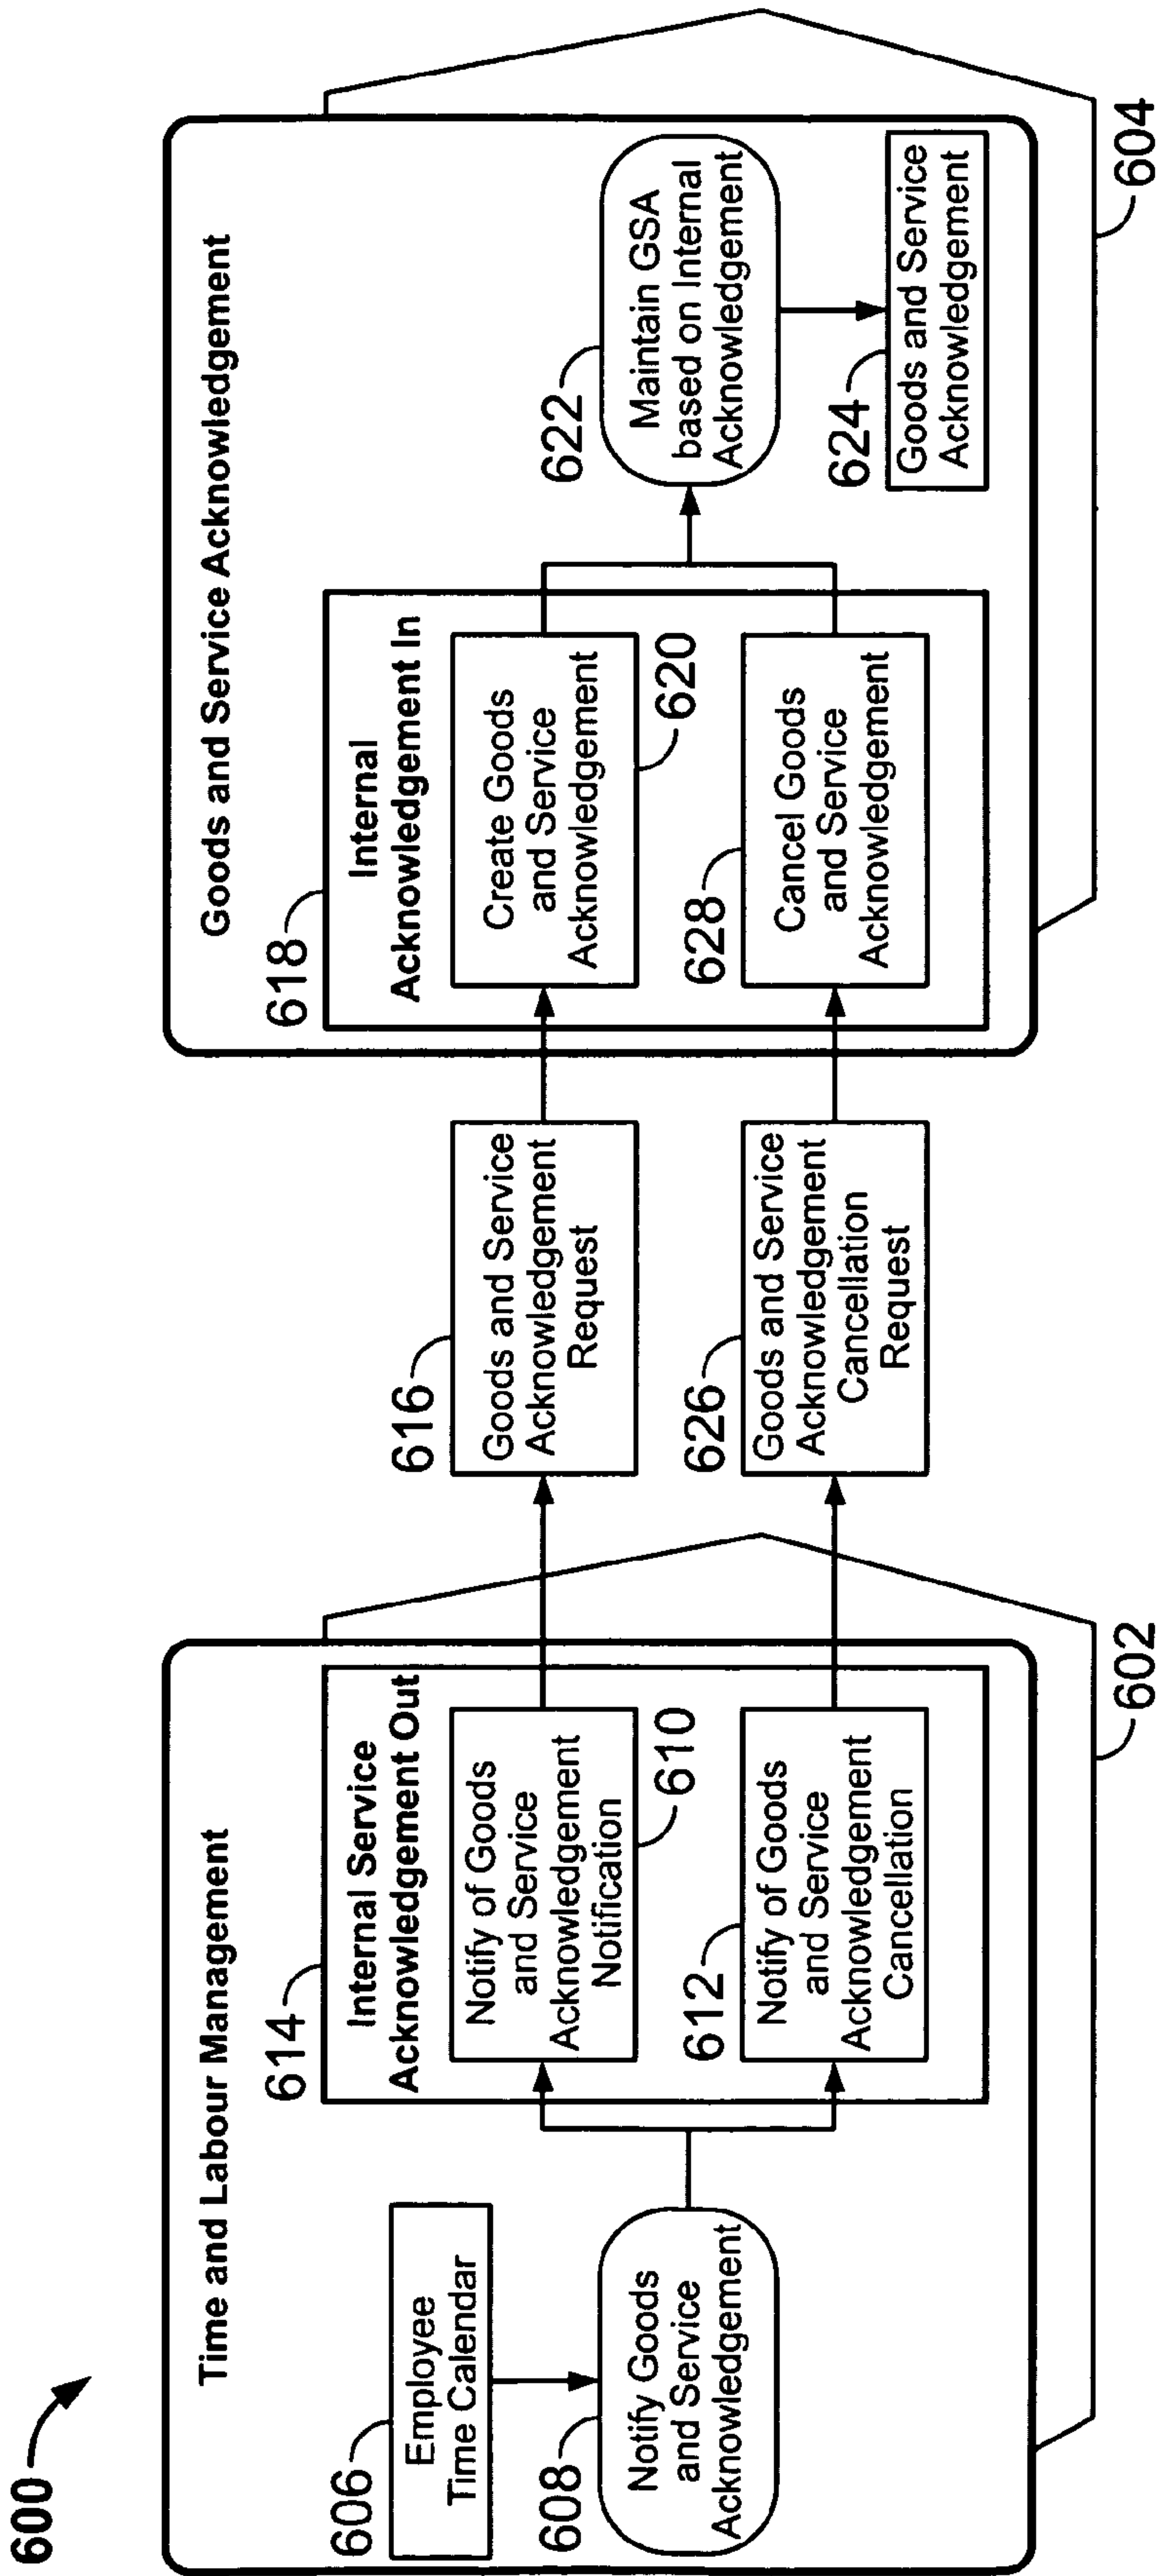 600
Time and Labour Management
606
Employee
Time Calendar
608
Notify Goods
and Service
Acknowledgement
614
Internal Service
Acknowledgement Out
Notify of Goods
and Service
Acknowledgement
Notification
610
612
Notify of Goods
and Service
Acknowledgement
Cancellation
602
616
Goods and Service
Acknowledgement
Request
626
Goods and Service
Acknowledgement
Cancellation
Request
Goods and Service Acknowledgement
618
Internal
Acknowledgement In
Create Goods
and Service
Acknowledgement
620
628
Cancel Goods
and Service
Acknowledgement
622
Maintain GSA
based on Internal
Acknowledgement
624
Goods and Service
Acknowledgement
604